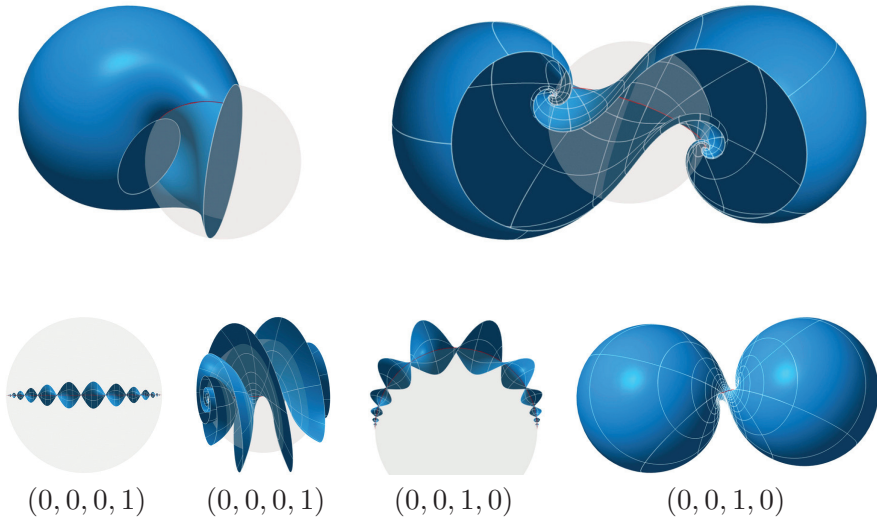 (0, 0, 0, 1) (0, 0, 0, 1) (0, 0, 1, 0) (0, 0, 1, 0)